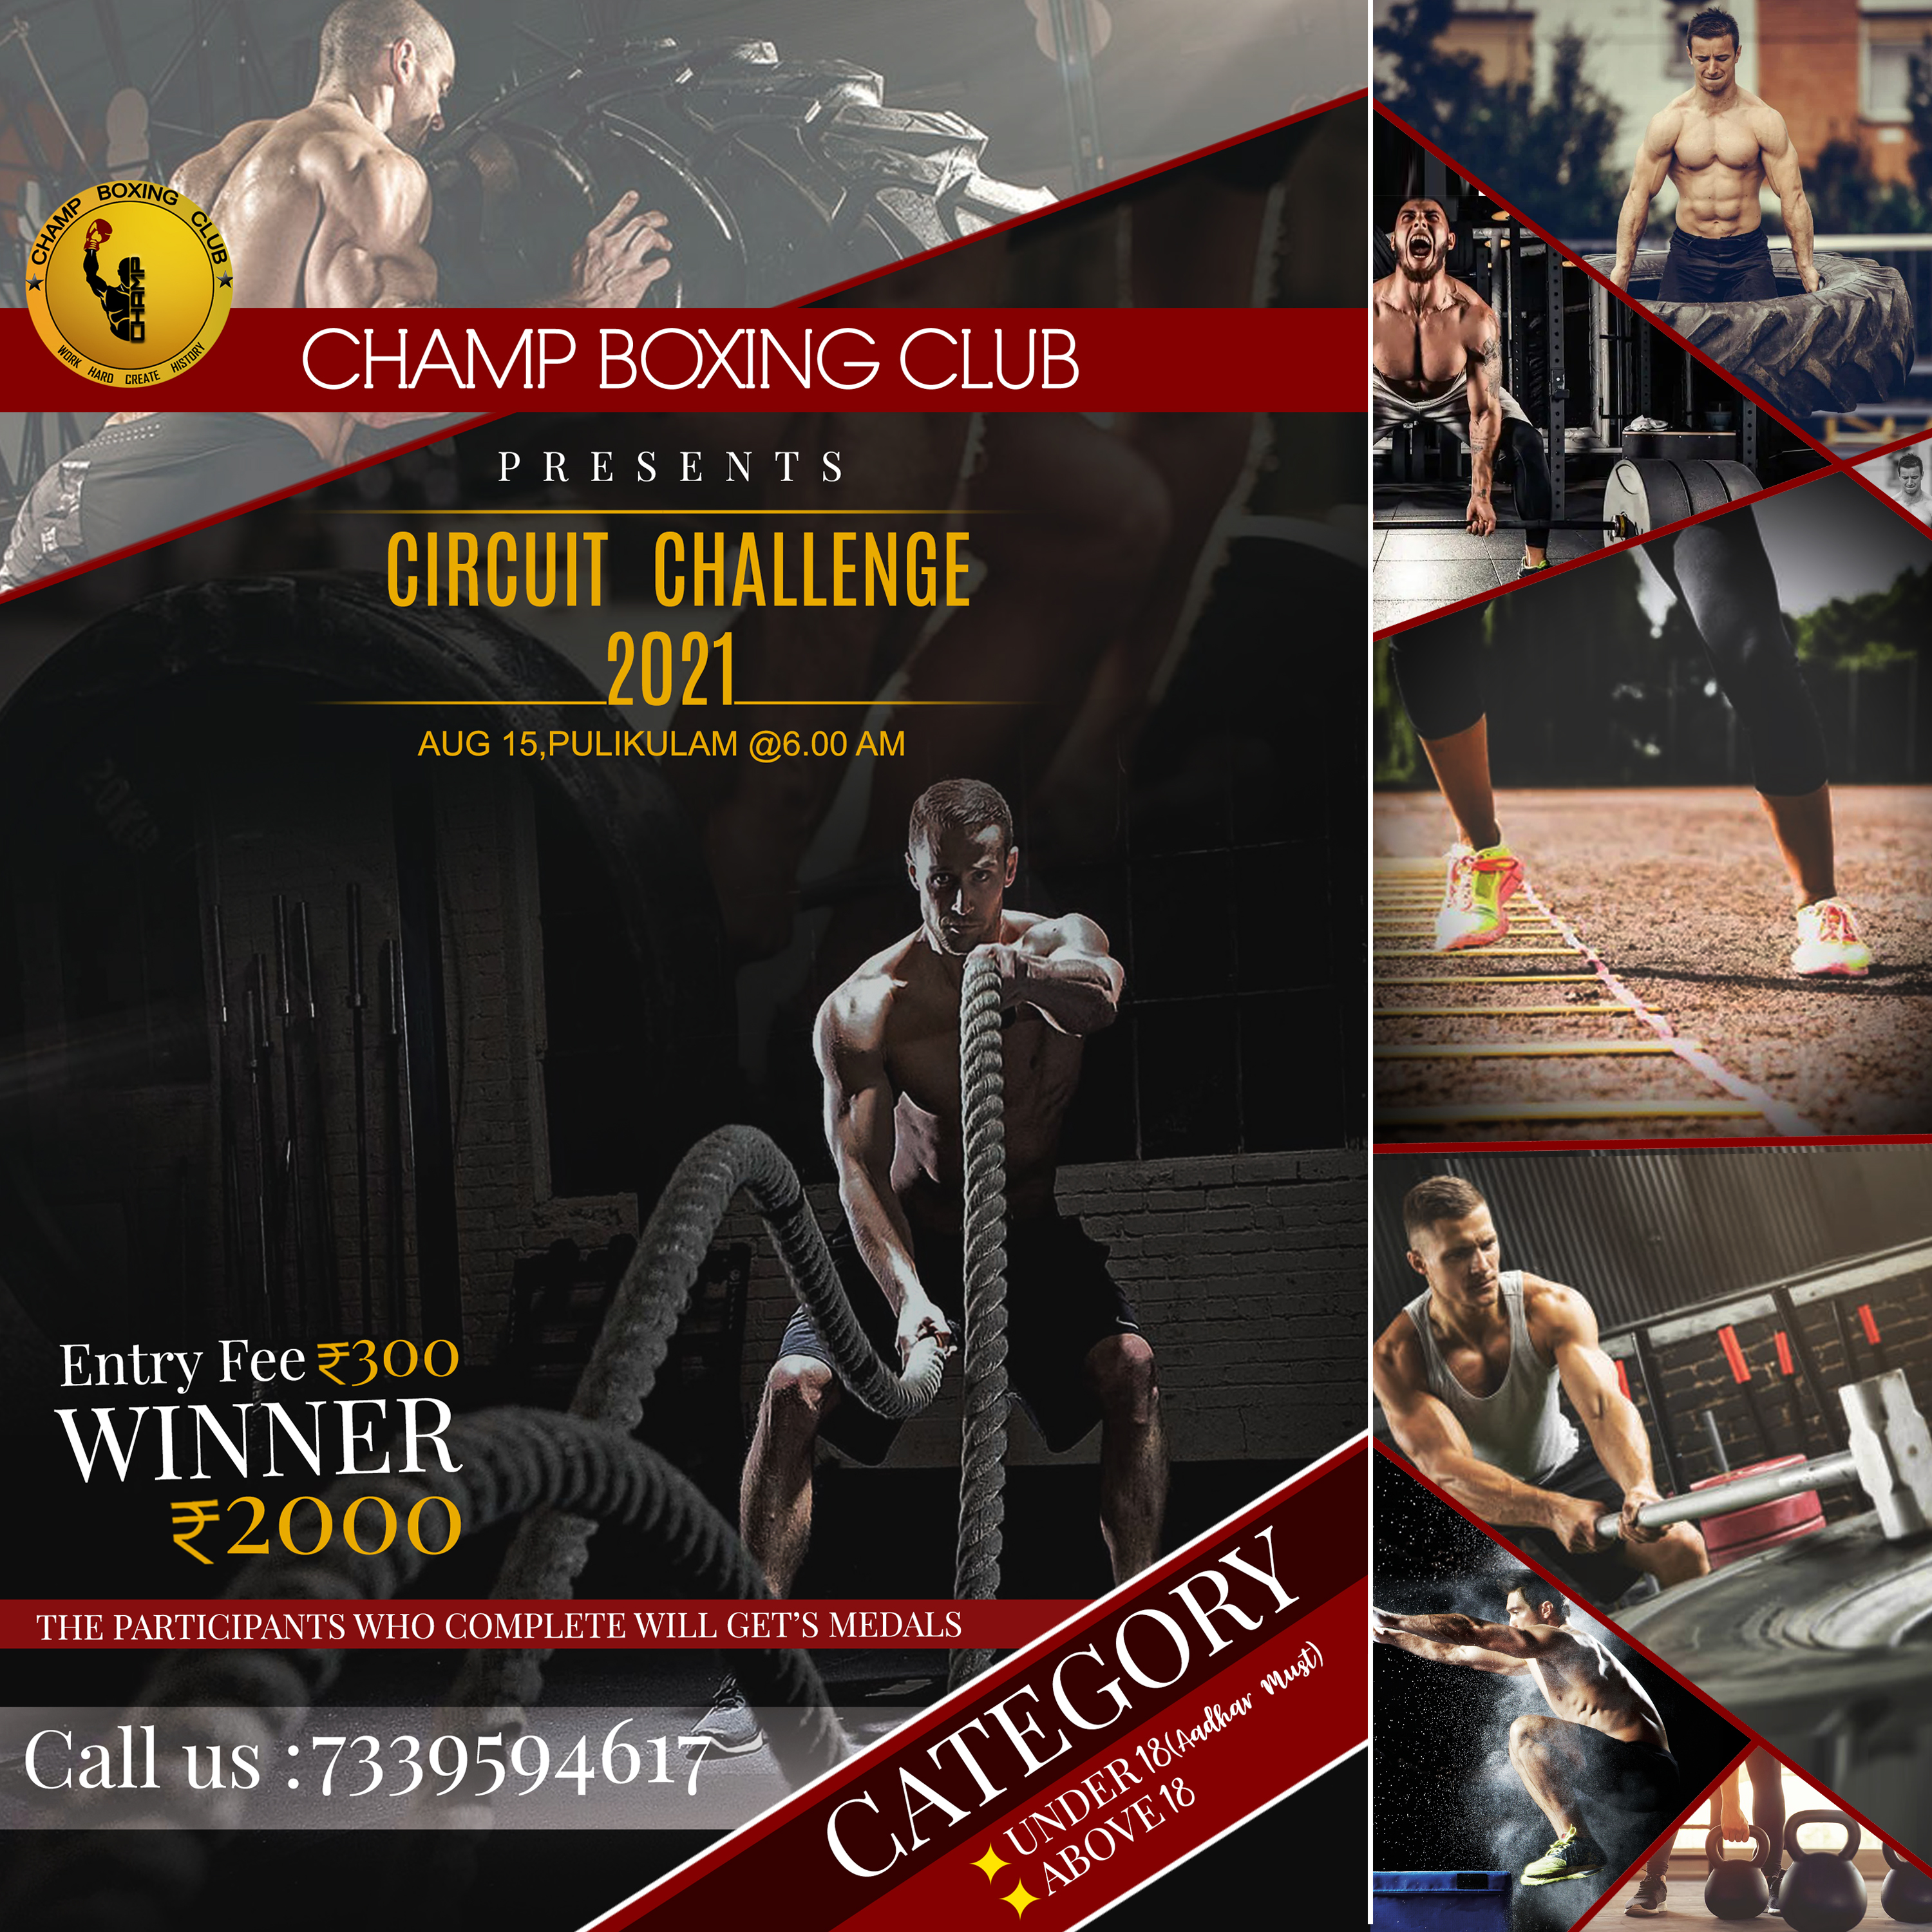 CHAMP BOXING CLUB
CHAMP
WORK HARD CREATE HISTORY
CHAMP BOXING CLUB
PRESENTS
CIRCUIT CHALLENGE
2021
AUG 15,PULIKULAM @6.00 AM
Entry Fee ₹300
WINNER
₹2000
THE PARTICIPANTS WHO COMPLETE WILL GET'S MEDALS
Call us :7339594617
CATEGORY
UNDER 18(Aadhar Must)
ABOVE 18